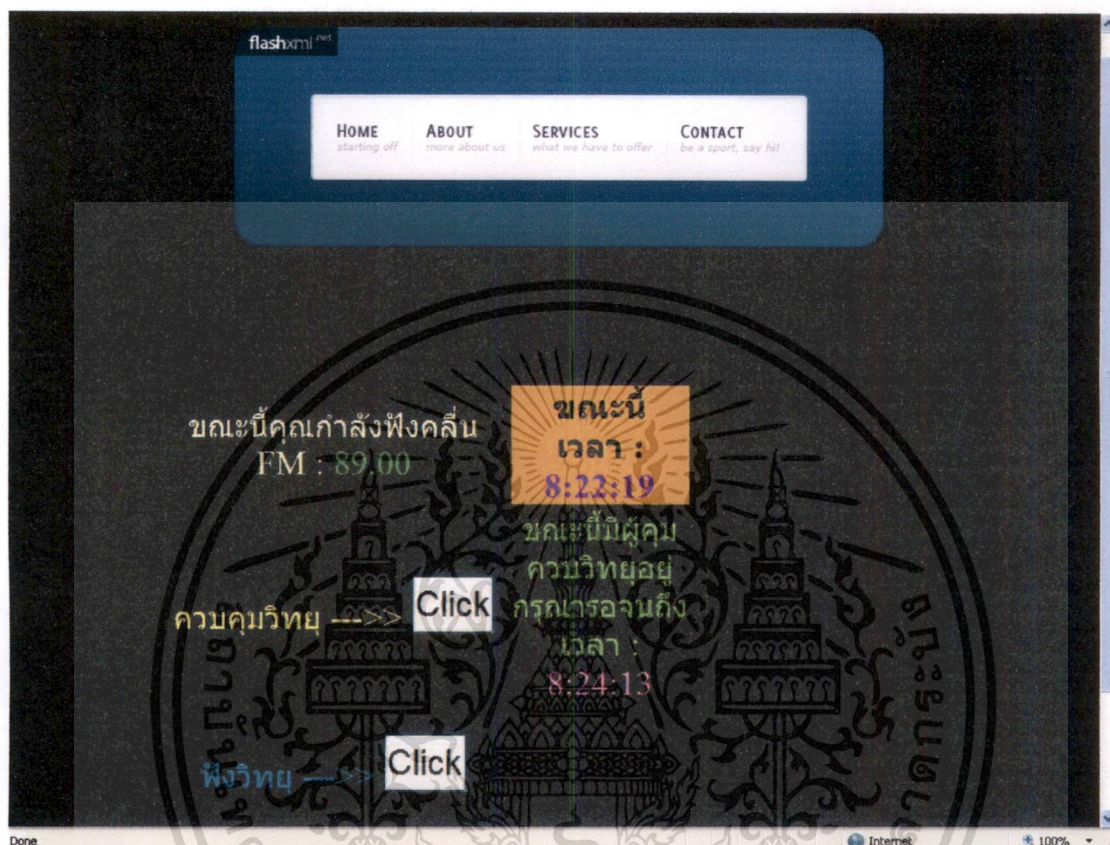 flashxml.net
HOME ABOUT SERVICES CONTACT
starting off more about us what we have to offer be a sport, say hi!
ขณะนี้คุณกำลังฟังคลื่น
FM : 89.00
ขณะนี้
เวลา :
8:22:19
ขณะนี้มีผู้คุม
ควบวิทยุอยู่
กรุณารอจนถึง
เวลา :
8:24:13
ควบคุมวิทยุ --->> Click
ฟังวิทยุ ---->> Click
Done Internet 100%